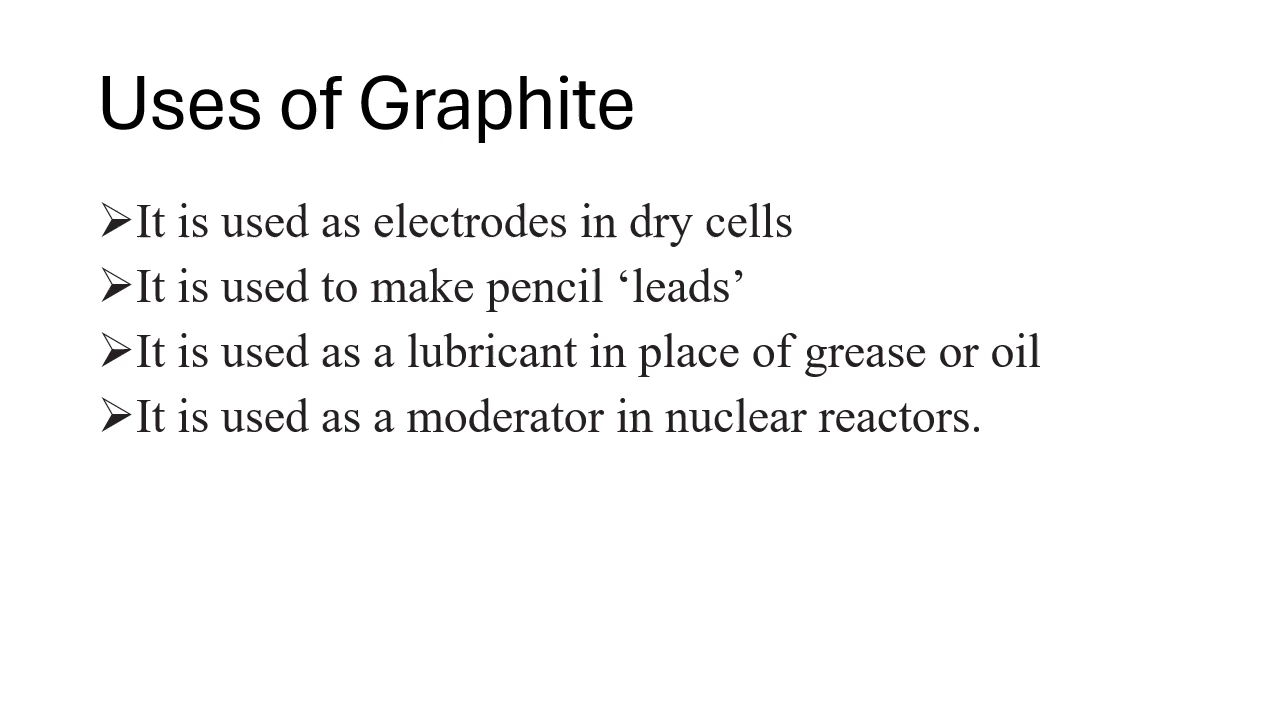 Uses of Graphite
➢It is used as electrodes in dry cells
➢It is used to make pencil ‘leads’
➢It is used as a lubricant in place of grease or oil
➢It is used as a moderator in nuclear reactors.